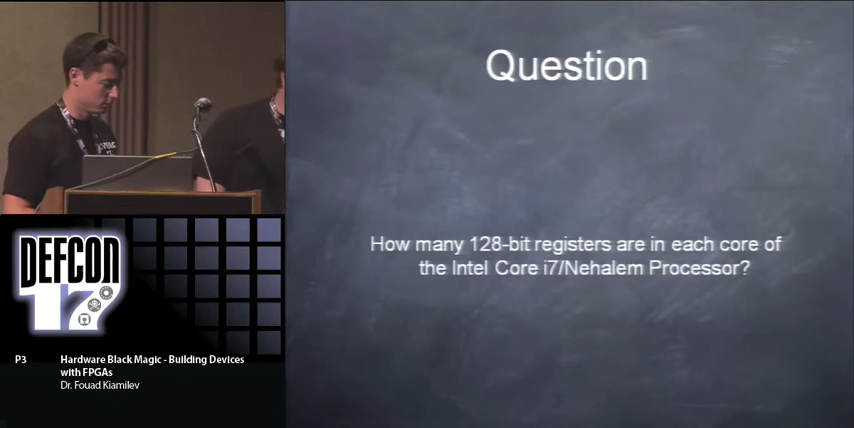 Question
How many 128-bit registers are in each core of
the Intel Core i7/Nehalem Processor?
DEFCON
17
P3 Hardware Black Magic - Building Devices
with FPGAs
Dr. Fouad Kiamilev